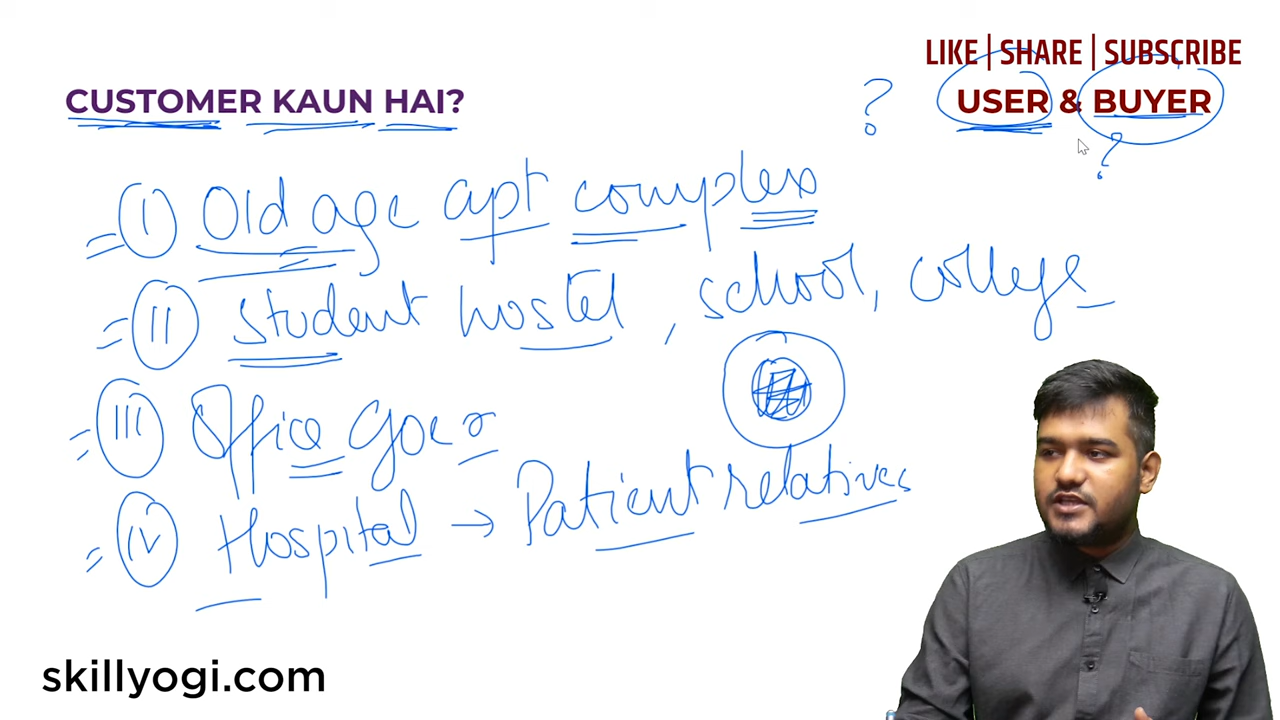 LIKE | SHARE | SUBSCRIBE
CUSTOMER KAUN HAI?
? USER & BUYER
?
I Old age apt complex
II student hostel, school, college
III Office Goer
IV Hospital → Patient relatives
skillyogi.com